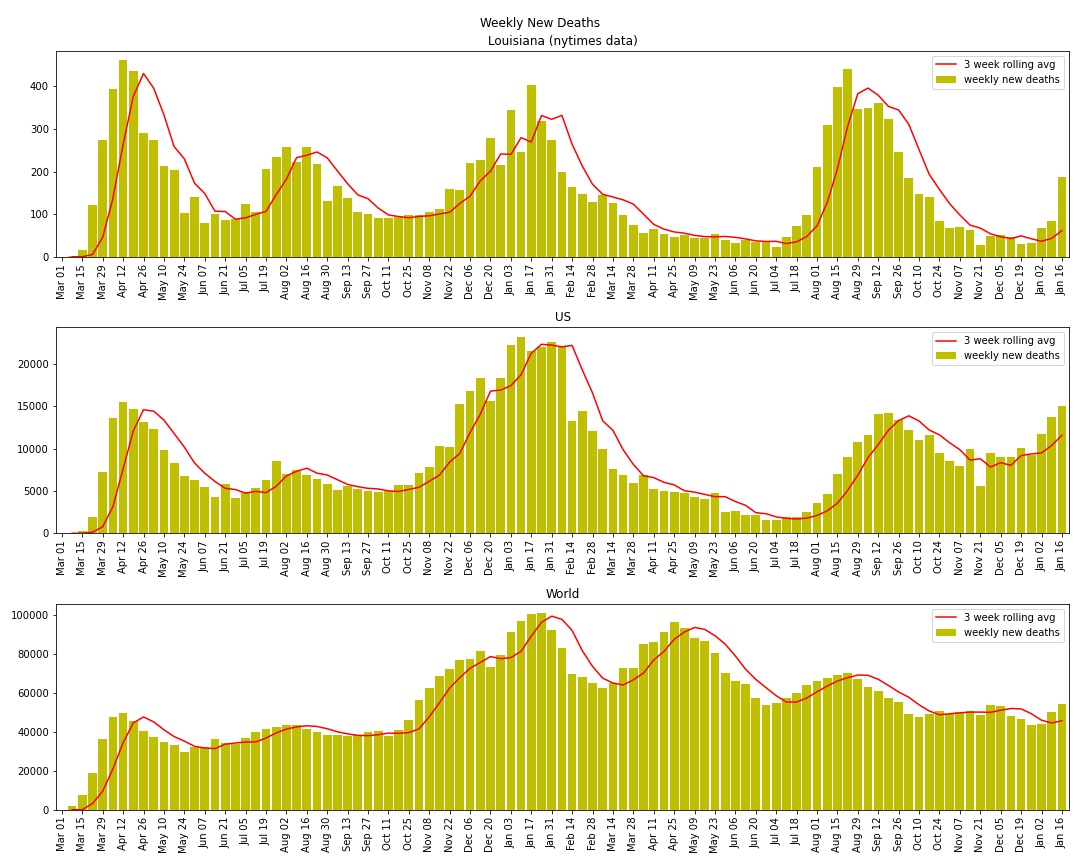 Weekly New Deaths
Louisiana (nytimes data)
3 week rolling avg
weekly new deaths
400
300
200
100
0
Mar 01 Mar 15 Mar 29 Apr 12 Apr 26 May 10 May 24 Jun 07 Jun 21 Jul 05 Jul 19 Aug 02 Aug 16 Aug 30 Sep 13 Sep 27 Oct 11 Oct 25 Nov 08 Nov 22 Dec 06 Dec 20 Jan 03 Jan 17 Jan 31 Feb 14 Feb 28 Mar 14 Mar 28 Apr 11 Apr 25 May 09 May 23 Jun 06 Jun 20 Jul 04 Jul 18 Aug 01 Aug 15 Aug 29 Sep 12 Sep 26 Oct 10 Oct 24 Nov 07 Nov 21 Dec 05 Dec 19 Jan 02 Jan 16
US
3 week rolling avg
weekly new deaths
20000
15000
10000
5000
0
Mar 01 Mar 15 Mar 29 Apr 12 Apr 26 May 10 May 24 Jun 07 Jun 21 Jul 05 Jul 19 Aug 02 Aug 16 Aug 30 Sep 13 Sep 27 Oct 11 Oct 25 Nov 08 Nov 22 Dec 06 Dec 20 Jan 03 Jan 17 Jan 31 Feb 14 Feb 28 Mar 14 Mar 28 Apr 11 Apr 25 May 09 May 23 Jun 06 Jun 20 Jul 04 Jul 18 Aug 01 Aug 15 Aug 29 Sep 12 Sep 26 Oct 10 Oct 24 Nov 07 Nov 21 Dec 05 Dec 19 Jan 02 Jan 16
World
3 week rolling avg
weekly new deaths
100000
80000
60000
40000
20000
0
Mar 01 Mar 15 Mar 29 Apr 12 Apr 26 May 10 May 24 Jun 07 Jun 21 Jul 05 Jul 19 Aug 02 Aug 16 Aug 30 Sep 13 Sep 27 Oct 11 Oct 25 Nov 08 Nov 22 Dec 06 Dec 20 Jan 03 Jan 17 Jan 31 Feb 14 Feb 28 Mar 14 Mar 28 Apr 11 Apr 25 May 09 May 23 Jun 06 Jun 20 Jul 04 Jul 18 Aug 01 Aug 15 Aug 29 Sep 12 Sep 26 Oct 10 Oct 24 Nov 07 Nov 21 Dec 05 Dec 19 Jan 02 Jan 16